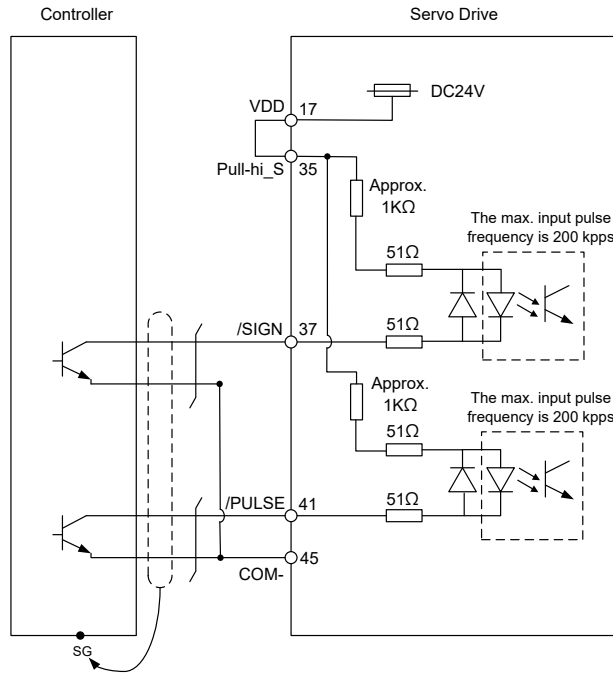 Controller
Servo Drive
VDD
17
DC24V
Pull-hi_S
35
Approx.
1KΩ
The max. input pulse
frequency is 200 kpps
51Ω
/SIGN
37
51Ω
Approx.
1KΩ
The max. input pulse
frequency is 200 kpps
51Ω
/PULSE
41
51Ω
45
COM-
SG